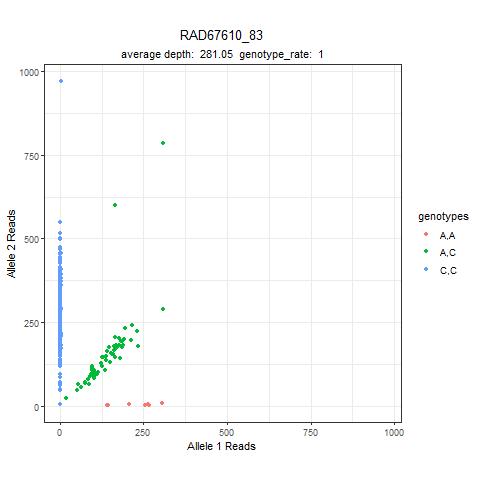 RAD67610_83
average depth: 281.05 genotype_rate: 1
1000
750
500
250
0
Allele 2 Reads
0
250
500
750
1000
Allele 1 Reads
genotypes
A,A
A,C
C,C